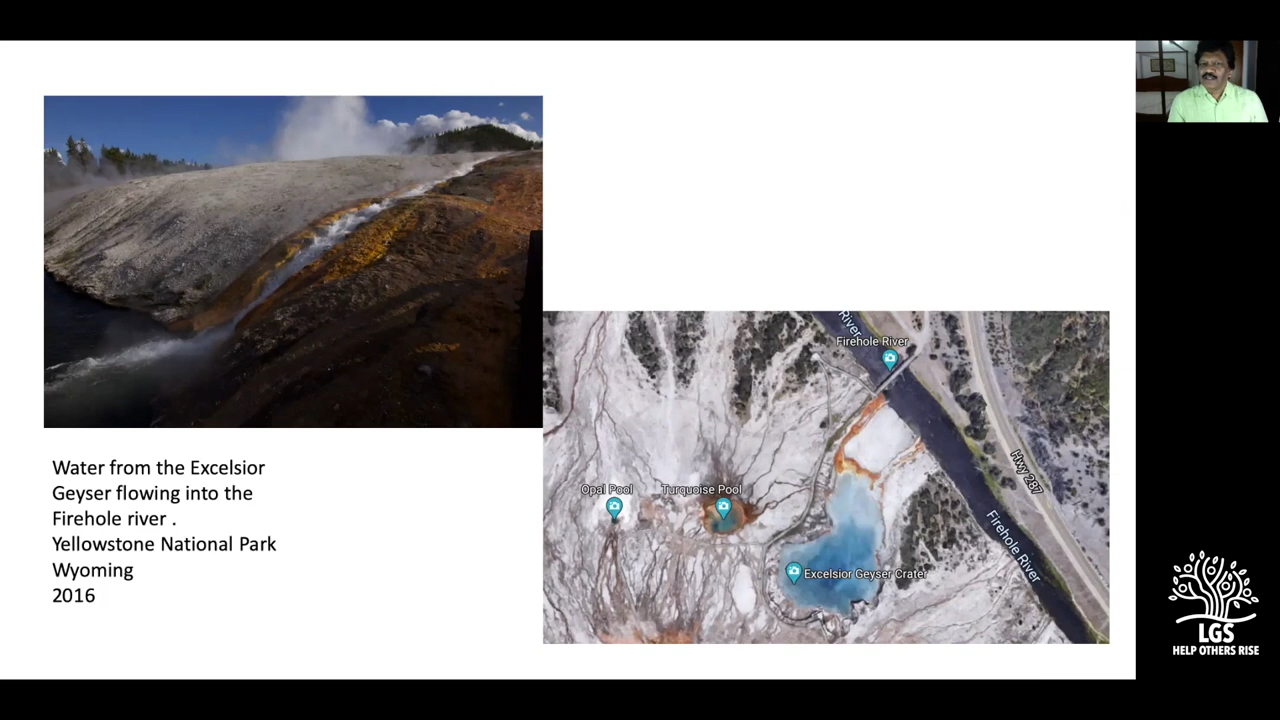 Water from the Excelsior
Geyser flowing into the
Firehole river .
Yellowstone National Park
Wyoming
2016
River
Firehole River
Hwy 287
Opal Pool
Turquoise Pool
Firehole River
Excelsior Geyser Crater
LGS
HELP OTHERS RISE